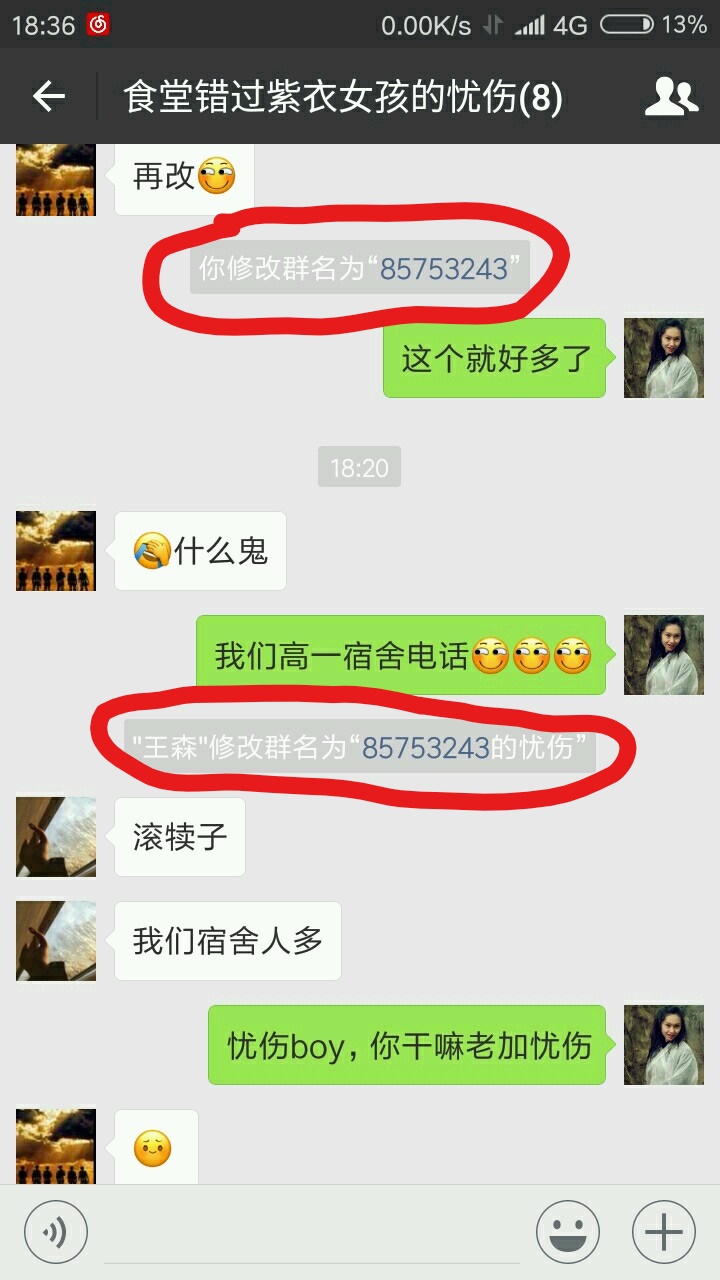 18:36 0.00K/s 4G 13%
食堂错过紫衣女孩的忧伤(8)
再改
你修改群名为“85753243”
这个就好多了
18:20
什么鬼
我们高一宿舍电话
"王森"修改群名为“85753243的忧伤”
滚犊子
我们宿舍人多
忧伤boy，你干嘛老加忧伤